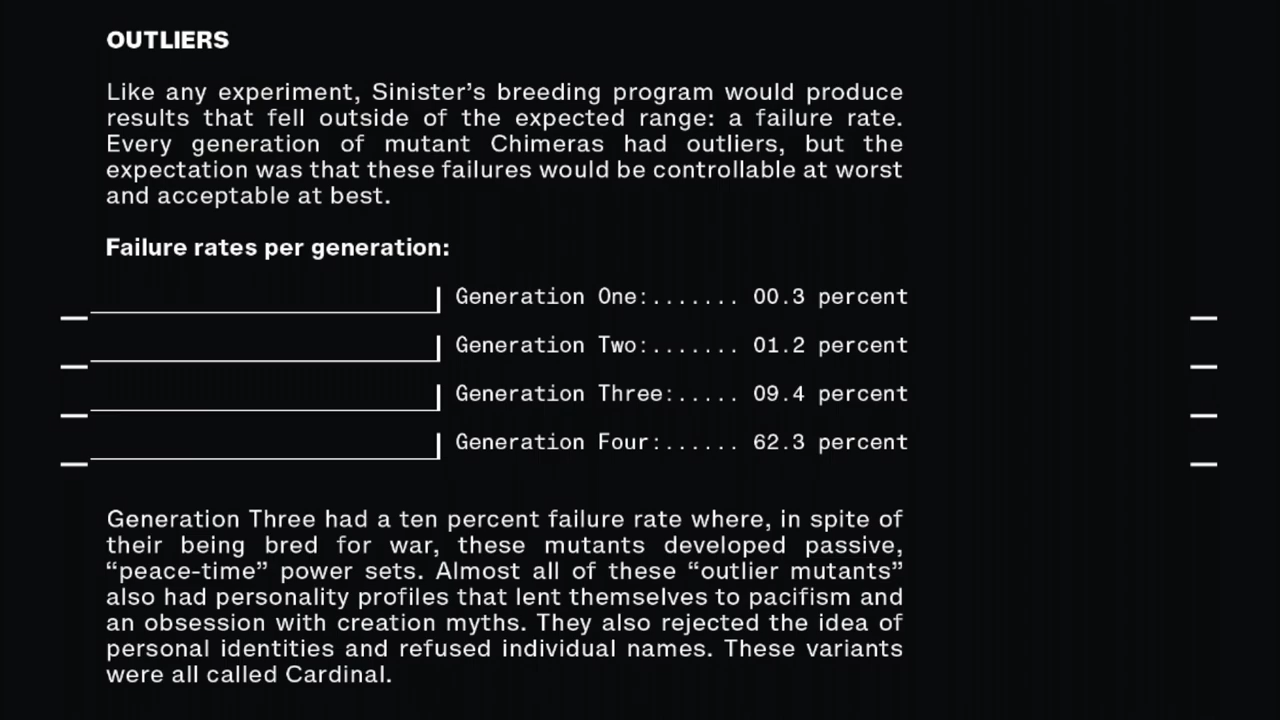 OUTLIERS
Like any experiment, Sinister’s breeding program would produce
results that fell outside of the expected range: a failure rate.
Every generation of mutant Chimeras had outliers, but the
expectation was that these failures would be controllable at worst
and acceptable at best.
Failure rates per generation:
Generation One:....... 00.3 percent
Generation Two:....... 01.2 percent
Generation Three:..... 09.4 percent
Generation Four:...... 62.3 percent
Generation Three had a ten percent failure rate where, in spite of
their being bred for war, these mutants developed passive,
“peace-time” power sets. Almost all of these “outlier mutants”
also had personality profiles that lent themselves to pacifism and
an obsession with creation myths. They also rejected the idea of
personal identities and refused individual names. These variants
were all called Cardinal.